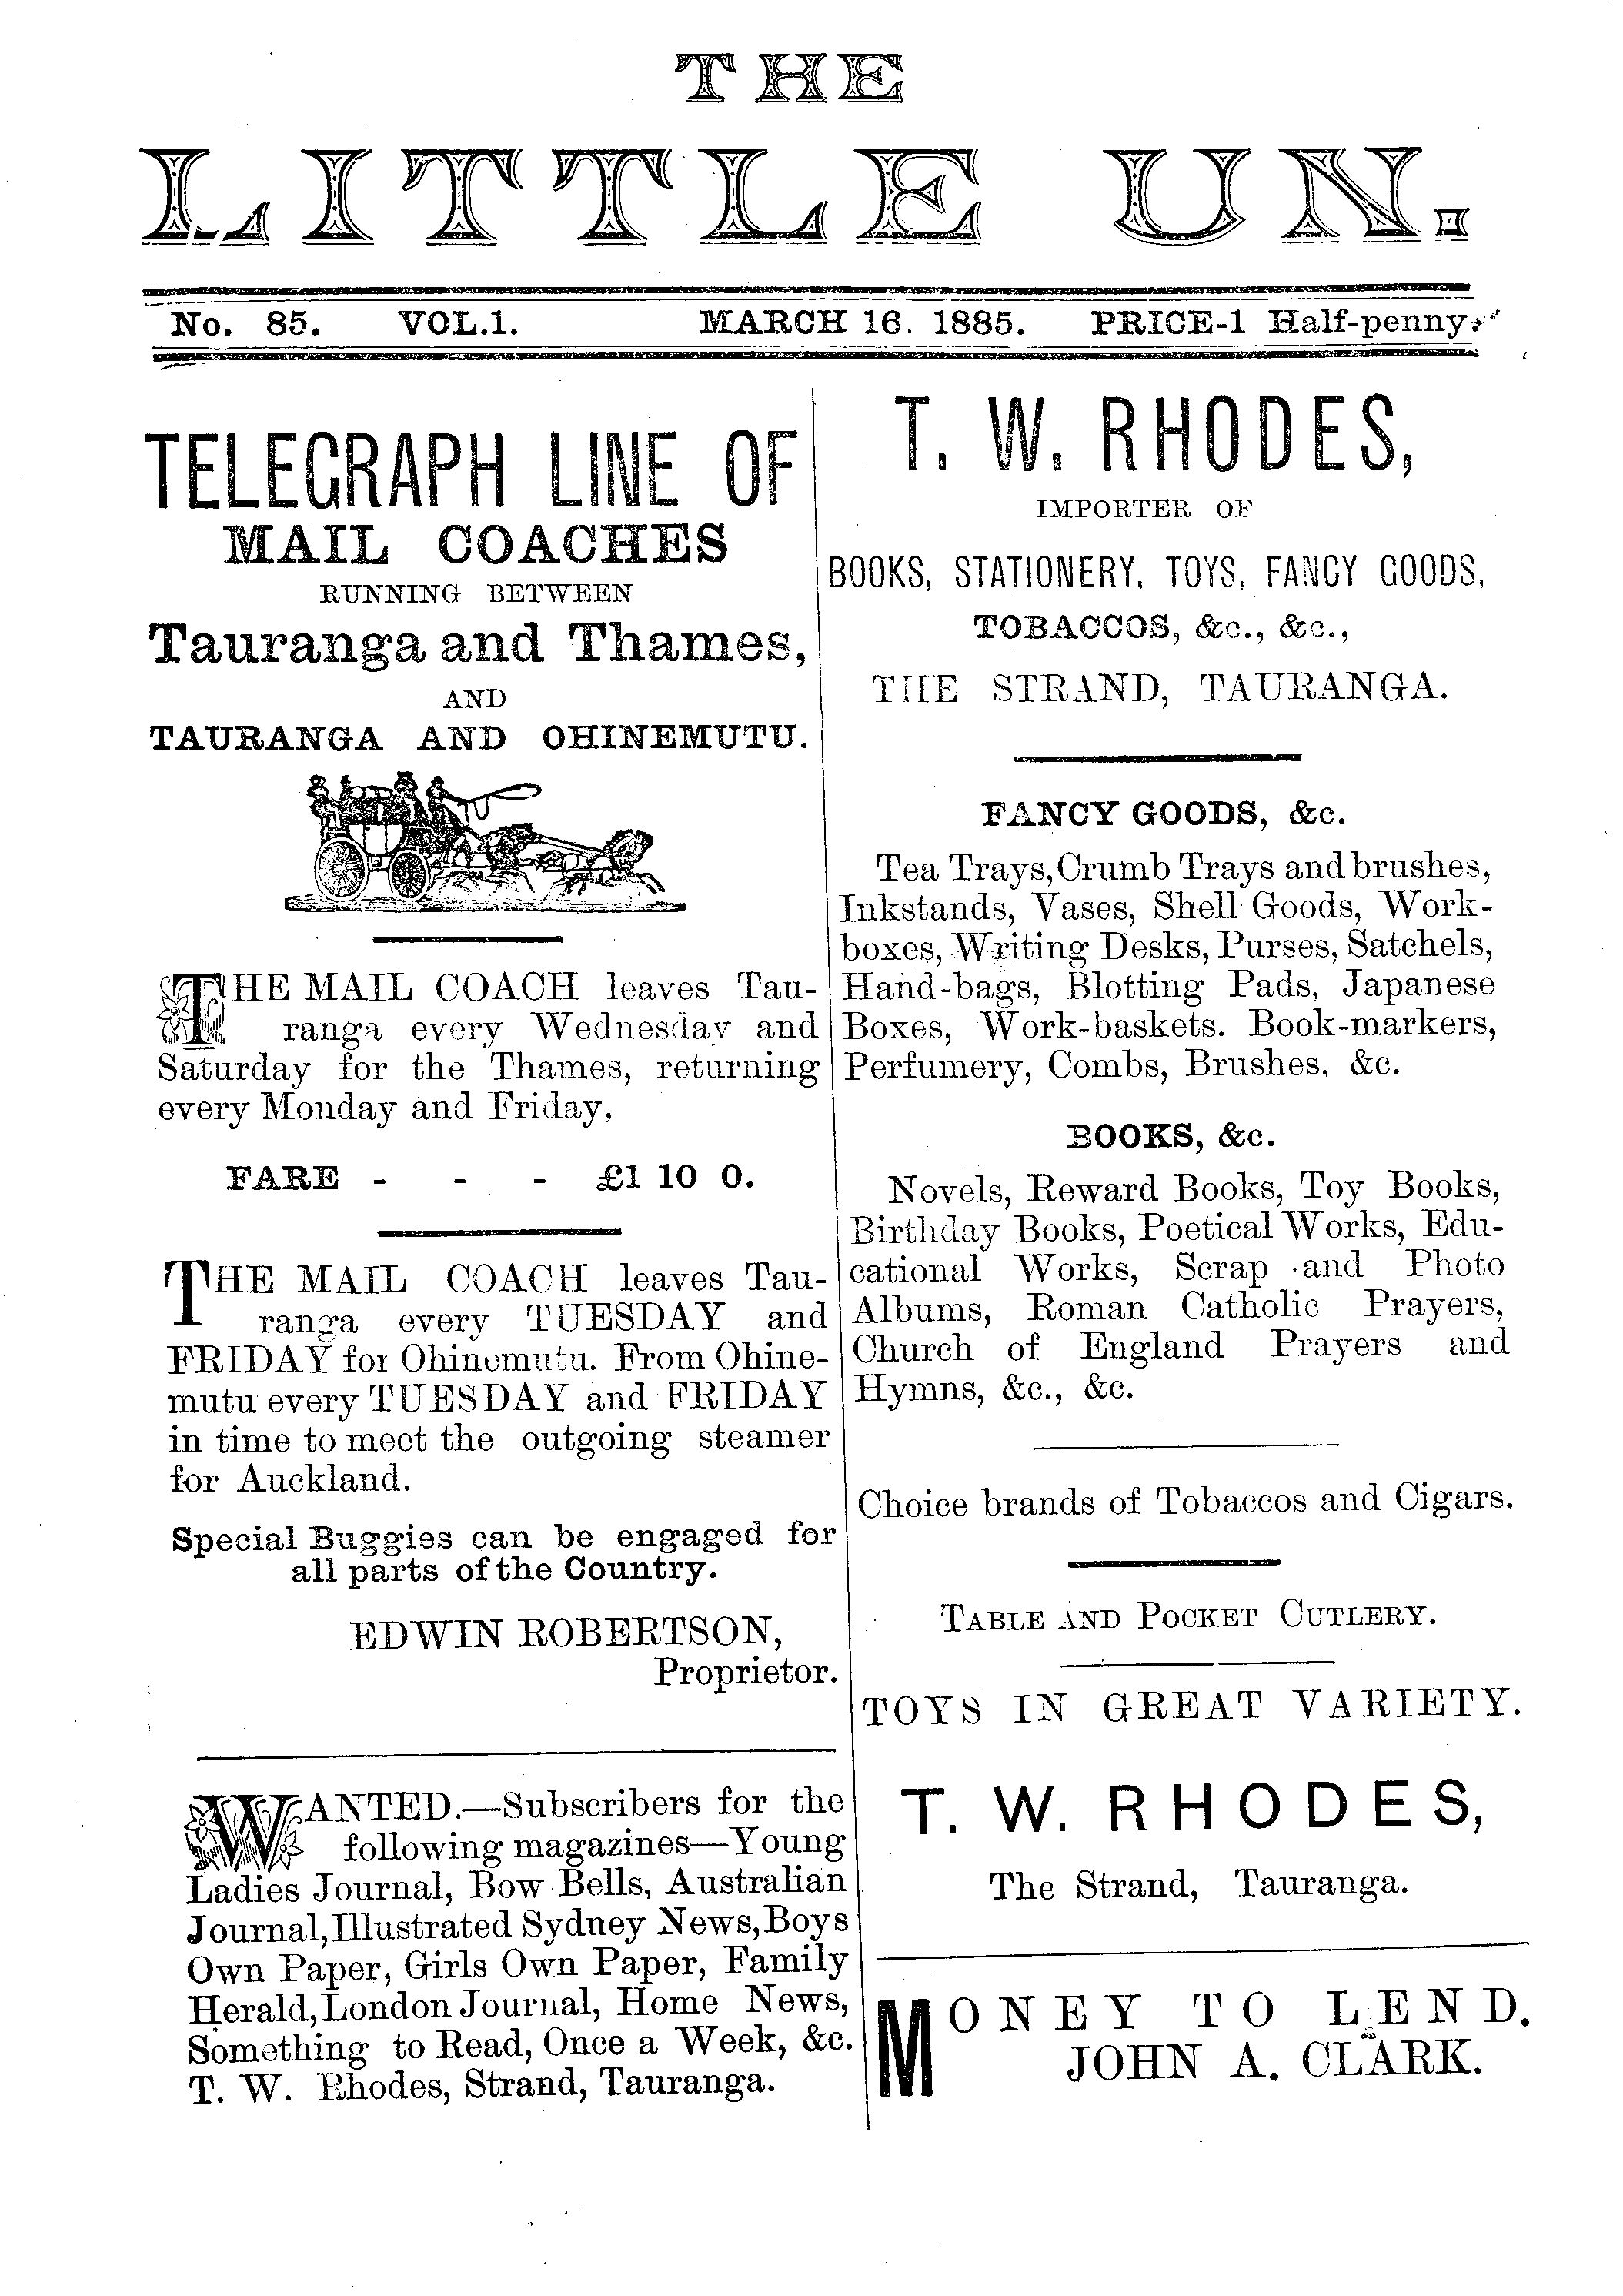 THE
LITTLE UN.
No. 85. VOL.1. MARCH 16. 1885. PRICE-1 Half-penny.
TELEGRAPH LINE OF
MAIL COACHES
RUNNING BETWEEN
Tauranga and Thames,
AND
TAURANGA AND OHINEMUTU.
THE MAIL COACH leaves Tau-
ranga every Wednesday and
Saturday for the Thames, returning
every Monday and Friday,
FARE - - - £1 10 0.
THE MAIL COACH leaves Tau-
ranga every TUESDAY and
FRIDAY for Ohinemutu. From Ohine-
mutu every TUESDAY and FRIDAY
in time to meet the outgoing steamer
for Auckland.
Special Buggies can be engaged for
all parts of the Country.
EDWIN ROBERTSON,
Proprietor.
WANTED.—Subscribers for the
following magazines—Young
Ladies Journal, Bow Bells, Australian
Journal, Illustrated Sydney News, Boys
Own Paper, Girls Own Paper, Family
Herald, London Journal, Home News,
Something to Read, Once a Week, &c.
T. W. Rhodes, Strand, Tauranga.
T. W. RHODES,
IMPORTER OF
BOOKS, STATIONERY. TOYS, FANCY GOODS,
TOBACCOS, &c., &c.,
THE STRAND, TAURANGA.
FANCY GOODS, &c.
Tea Trays, Crumb Trays and brushes,
Inkstands, Vases, Shell Goods, Work-
boxes, Writing Desks, Purses, Satchels,
Hand-bags, Blotting Pads, Japanese
Boxes, Work-baskets. Book-markers,
Perfumery, Combs, Brushes, &c.
BOOKS, &c.
Novels, Reward Books, Toy Books,
Birthday Books, Poetical Works, Edu-
cational Works, Scrap and Photo
Albums, Roman Catholic Prayers,
Church of England Prayers and
Hymns, &c., &c.
Choice brands of Tobaccos and Cigars.
TABLE AND POCKET CUTLERY.
TOYS IN GREAT VARIETY.
T. W. RHODES,
The Strand, Tauranga.
MONEY TO LEND.
JOHN A. CLARK.